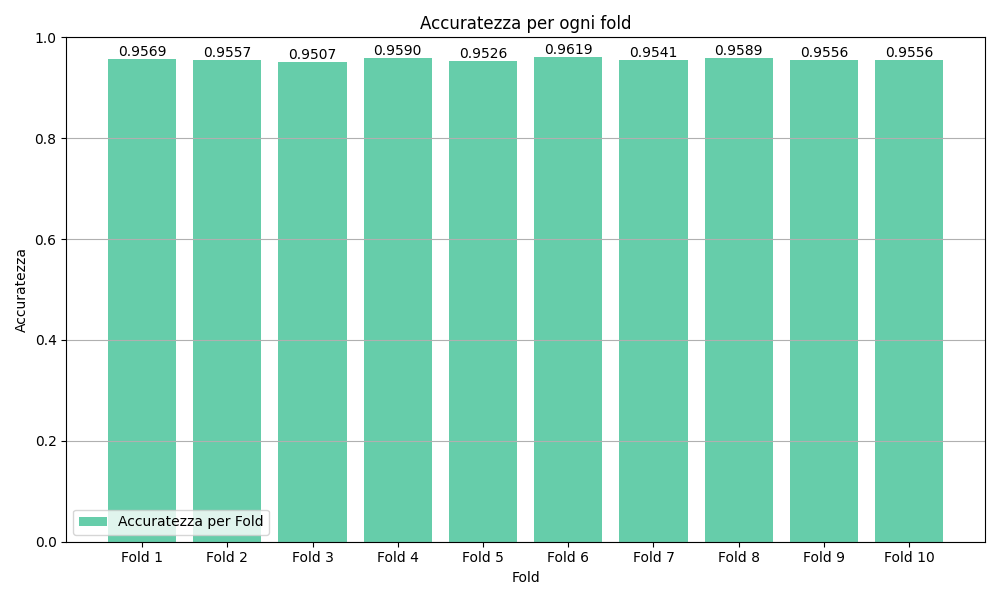 Accuratezza per ogni fold
1.0
0.9569 0.9557 0.9507 0.9590 0.9526 0.9619 0.9541 0.9589 0.9556 0.9556
0.8
0.6
Accuratezza
0.4
0.2
Accuratezza per Fold
0.0
Fold 1 Fold 2 Fold 3 Fold 4 Fold 5 Fold 6 Fold 7 Fold 8 Fold 9 Fold 10
Fold